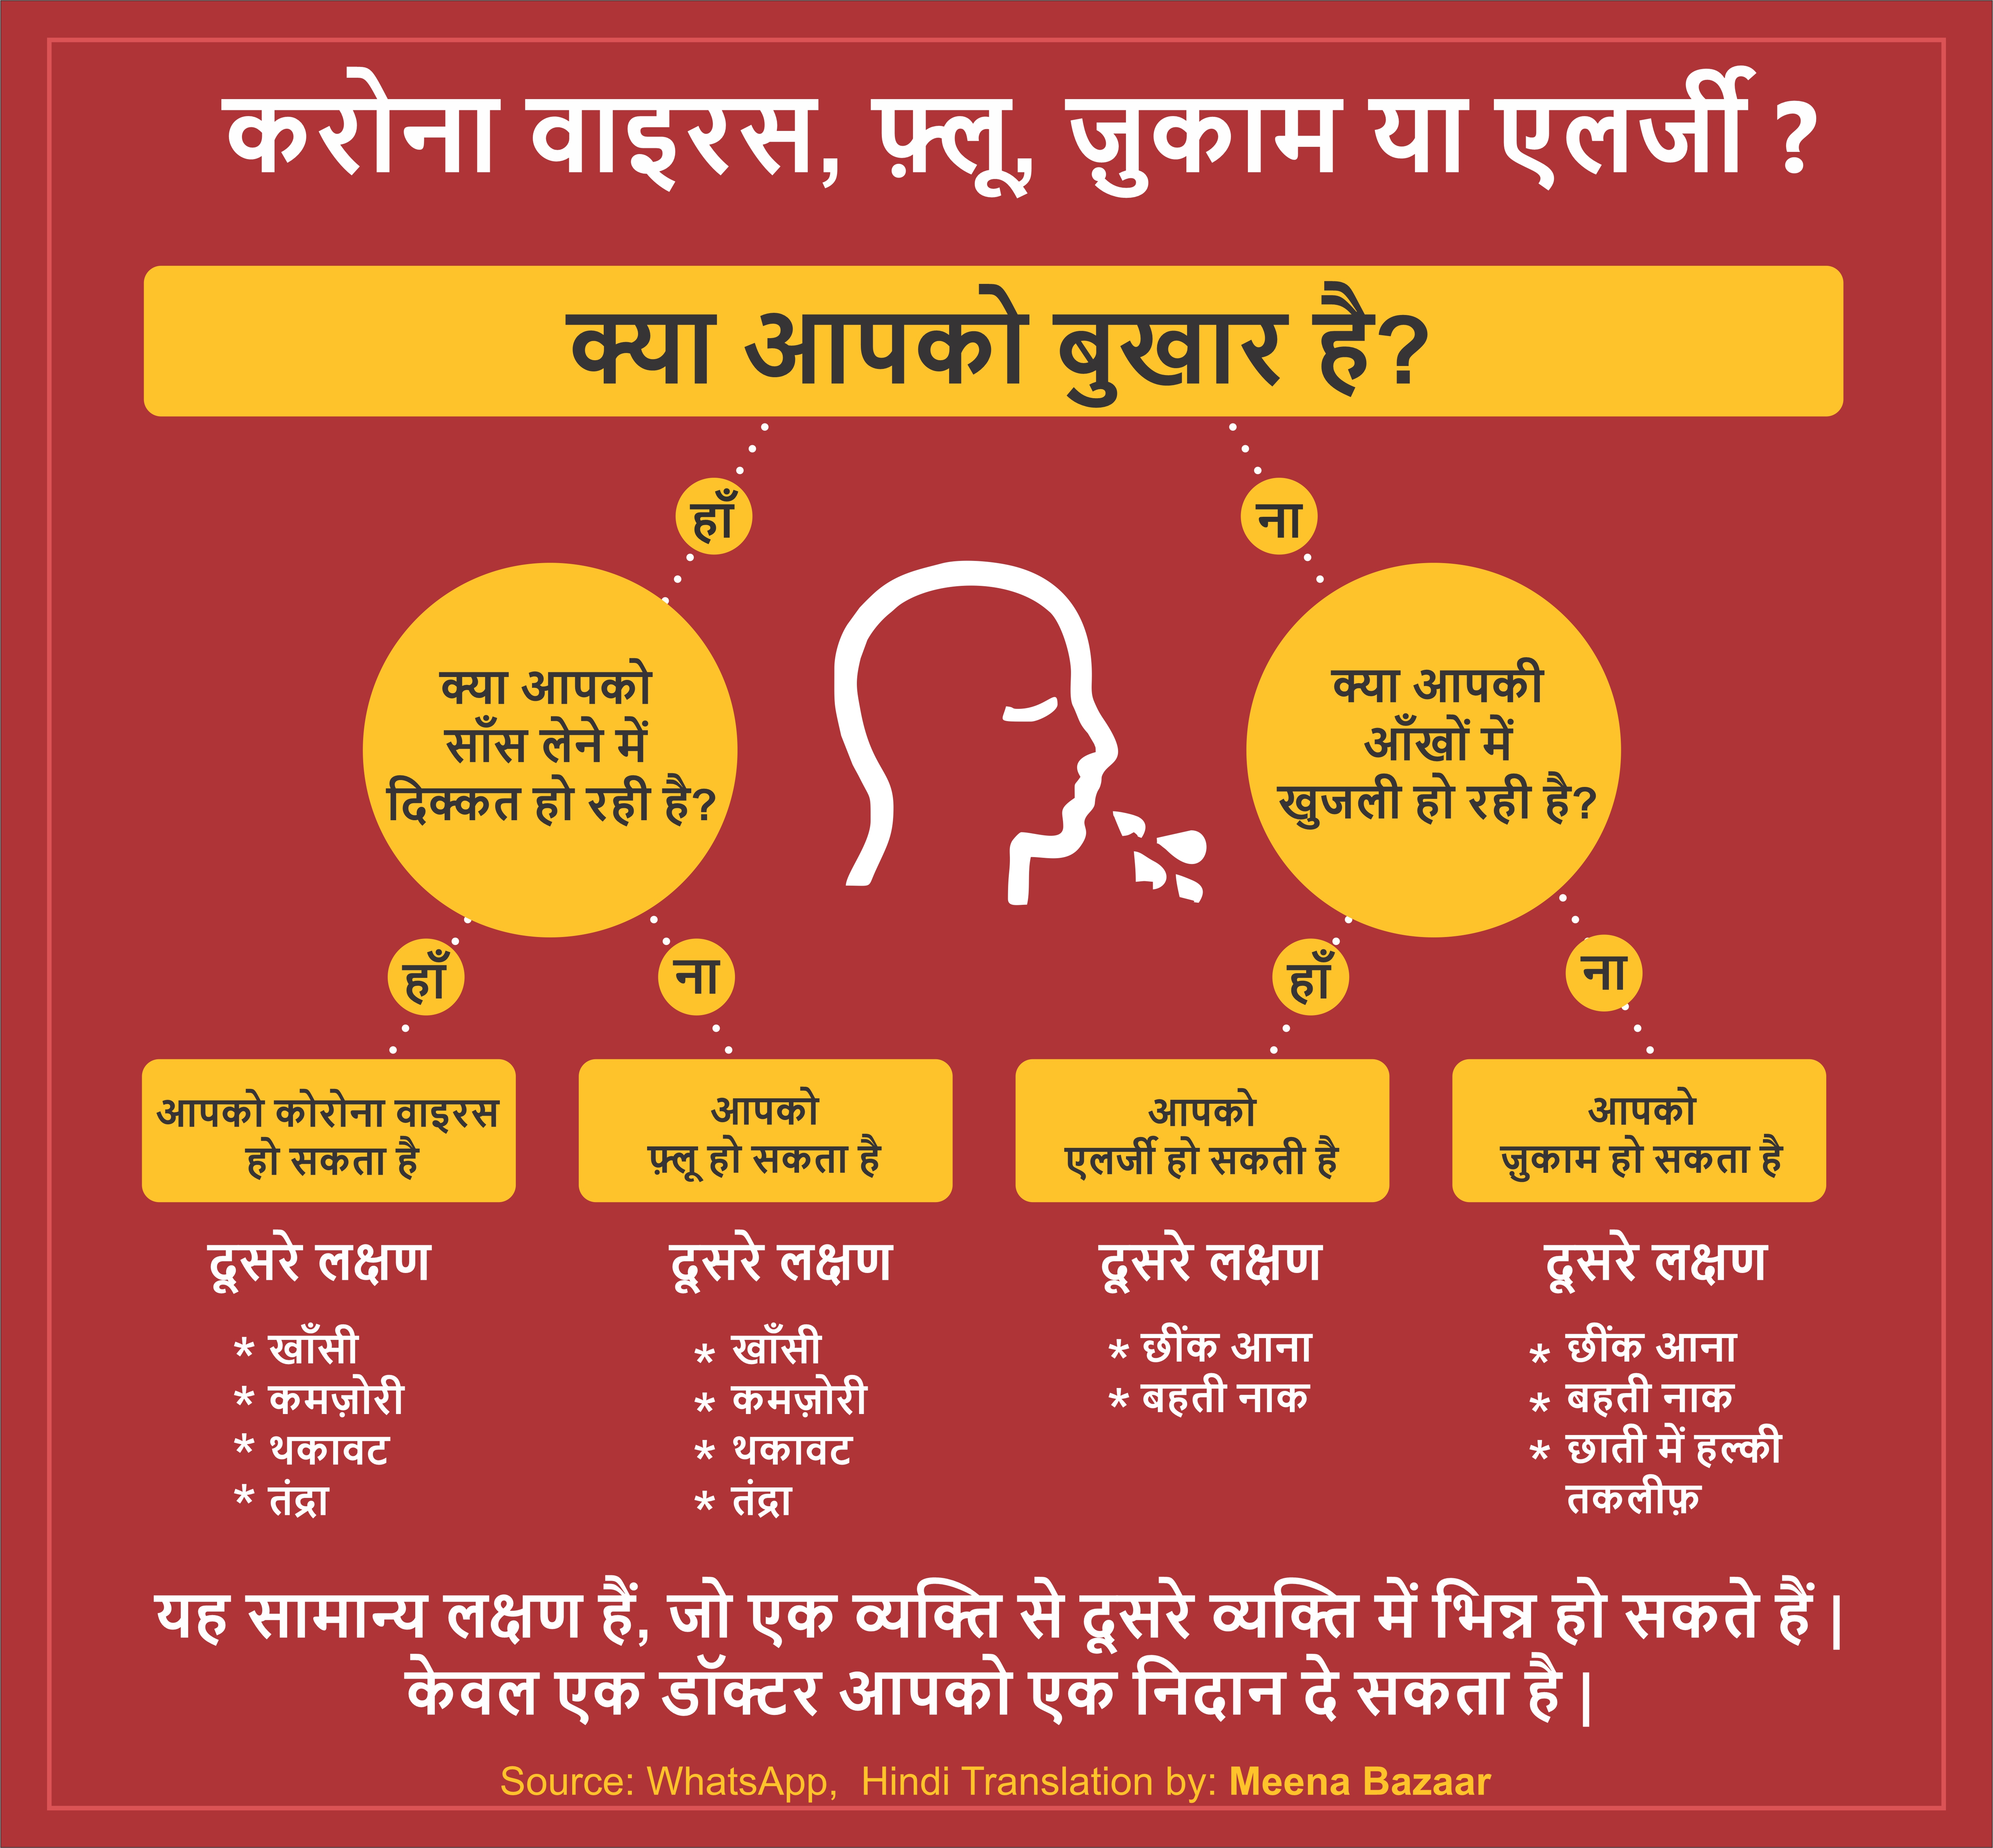 करोना वाइरस, फ़्लू, ज़ुकाम या एलर्जी ?
क्या आपको बुखार है?
हाँ
ना
क्या आपको
साँस लेने में
दिक्कत हो रही है?
क्या आपकी
आँखों में
खुजली हो रही है?
हाँ
ना
हाँ
ना
आपको कोरोना वाइरस
हो सकता है
आपको
फ़्लू हो सकता है
आपको
एलर्जी हो सकती है
आपको
ज़ुकाम हो सकता है
दूसरे लक्षण
* खाँसी
* कमज़ोरी
* थकावट
* तंद्रा
दूसरे लक्षण
* खाँसी
* कमज़ोरी
* थकावट
* तंद्रा
दूसरे लक्षण
* छींक आना
* बहती नाक
दूसरे लक्षण
* छींक आना
* बहती नाक
* छाती में हल्की
तकलीफ़
यह सामान्य लक्षण हैं, जो एक व्यक्ति से दूसरे व्यक्ति में भिन्न हो सकते हैं |
केवल एक डॉक्टर आपको एक निदान दे सकता है |
Source: WhatsApp, Hindi Translation by: Meena Bazaar